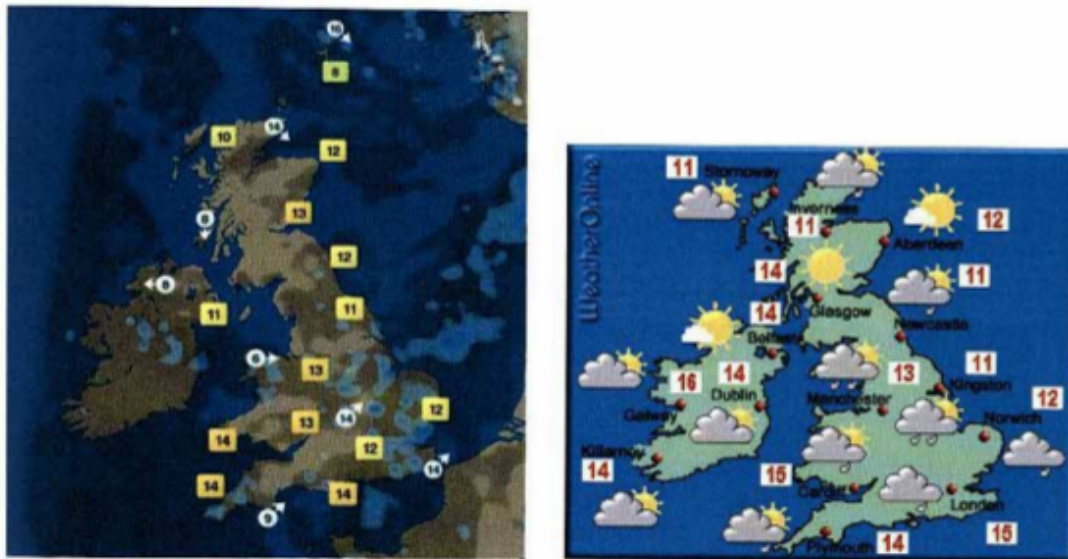 16
8
14
10
12
13
8
12
8
11
11
6
13
14
12
13
14
12
14
14
14
9
WeatherOnline
11
Stornoway
Inverness
11
12
Aberdeen
14
11
Glasgow
14
Newcastle
Belfast
16
14
13
11
Kingston
Galway
Dublin
Manchester
12
Norwich
Killarney
14
15
Cardiff
London
Plymouth
14
15